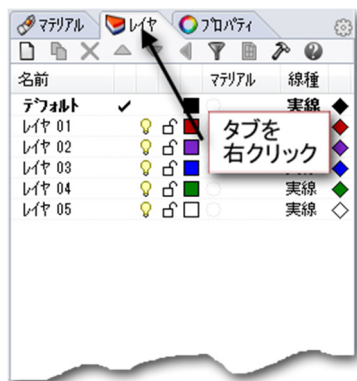 マテリアル レイヤ プロパティ
名前 マテリアル 線種
デフォルト 実線
レイヤ 01
レイヤ 02
レイヤ 03
レイヤ 04 実線
レイヤ 05 実線
タブを
右クリック